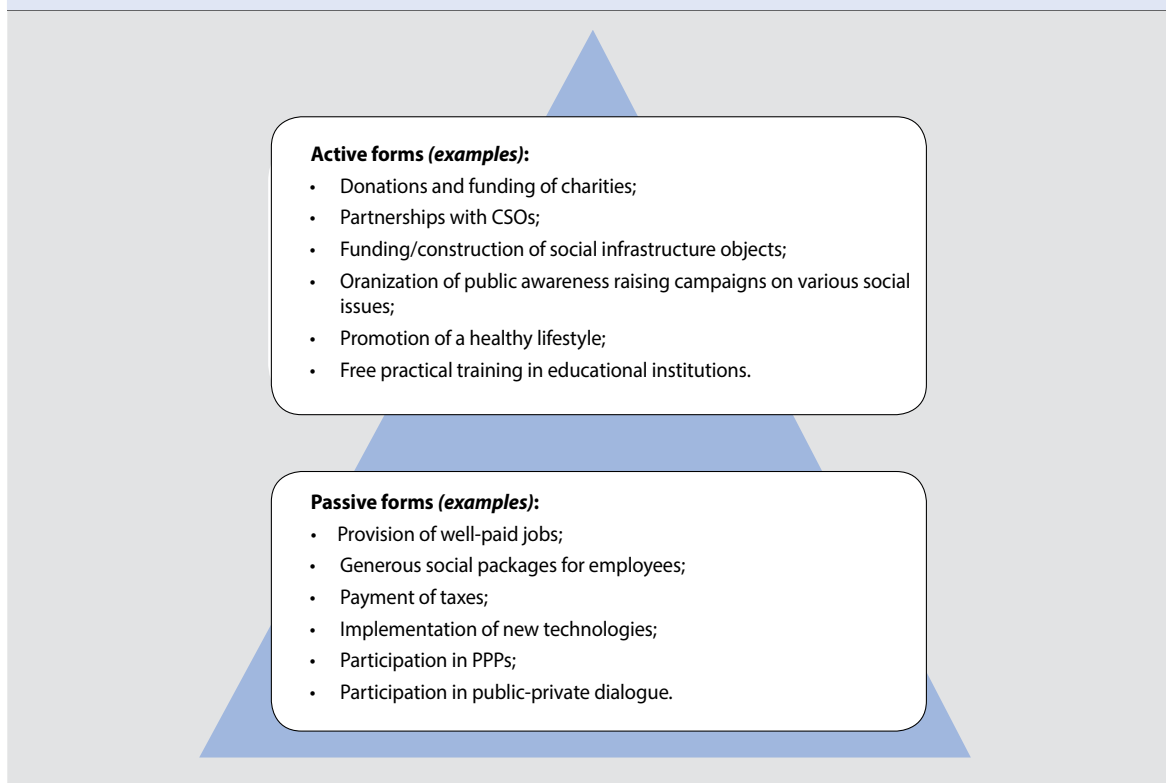 Active forms (examples):
• Donations and funding of charities;
• Partnerships with CSOs;
• Funding/construction of social infrastructure objects;
• Oranization of public awareness raising campaigns on various social
issues;
• Promotion of a healthy lifestyle;
• Free practical training in educational institutions.
Passive forms (examples):
• Provision of well-paid jobs;
• Generous social packages for employees;
• Payment of taxes;
• Implementation of new technologies;
• Participation in PPPs;
• Participation in public-private dialogue.